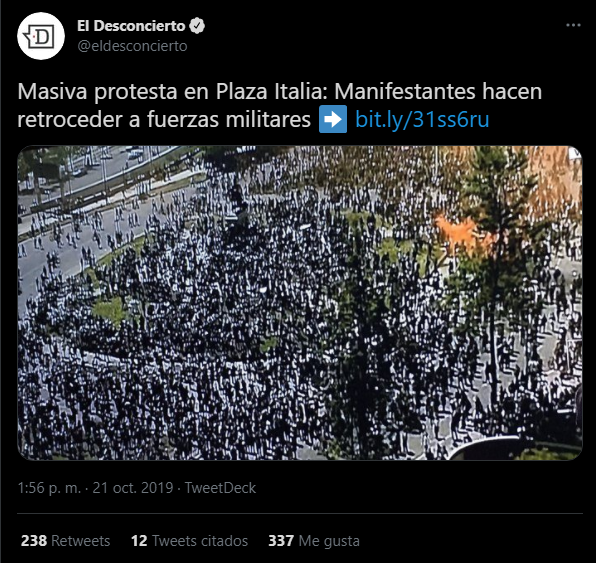 El Desconcierto
@eldesconcierto
Masiva protesta en Plaza Italia: Manifestantes hacen
retroceder a fuerzas militares ➡️ bit.ly/31ss6ru
1:56 p. m. · 21 oct. 2019 · TweetDeck
238 Retweets 12 Tweets citados 337 Me gusta